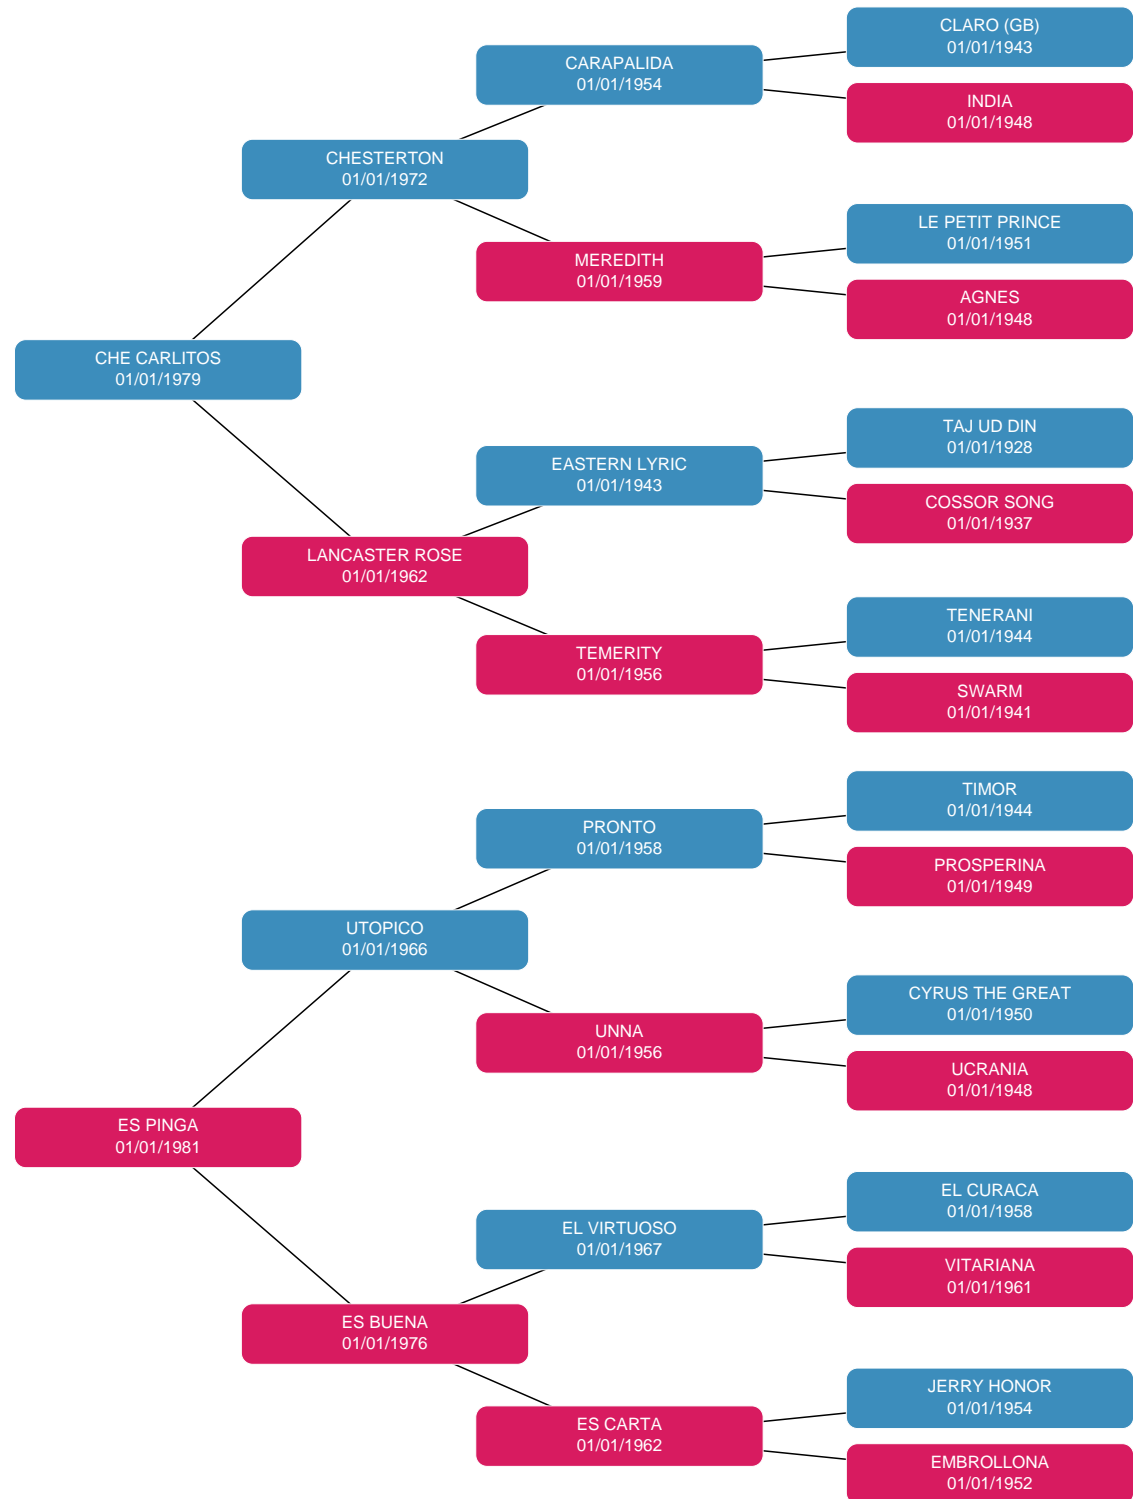 CLARO (GB)
01/01/1943
CARAPALIDA
01/01/1954
INDIA
01/01/1948
CHESTERTON
01/01/1972
LE PETIT PRINCE
01/01/1951
MEREDITH
01/01/1959
AGNES
01/01/1948
CHE CARLITOS
01/01/1979
TAJ UD DIN
01/01/1928
EASTERN LYRIC
01/01/1943
COSSOR SONG
01/01/1937
LANCASTER ROSE
01/01/1962
TENERANI
01/01/1944
TEMERITY
01/01/1956
SWARM
01/01/1941
TIMOR
01/01/1944
PRONTO
01/01/1958
PROSPERINA
01/01/1949
UTOPICO
01/01/1966
CYRUS THE GREAT
01/01/1950
UNNA
01/01/1956
UCRANIA
01/01/1948
ES PINGA
01/01/1981
EL CURACA
01/01/1958
EL VIRTUOSO
01/01/1967
VITARIANA
01/01/1961
ES BUENA
01/01/1976
JERRY HONOR
01/01/1954
ES CARTA
01/01/1962
EMBROLLONA
01/01/1952